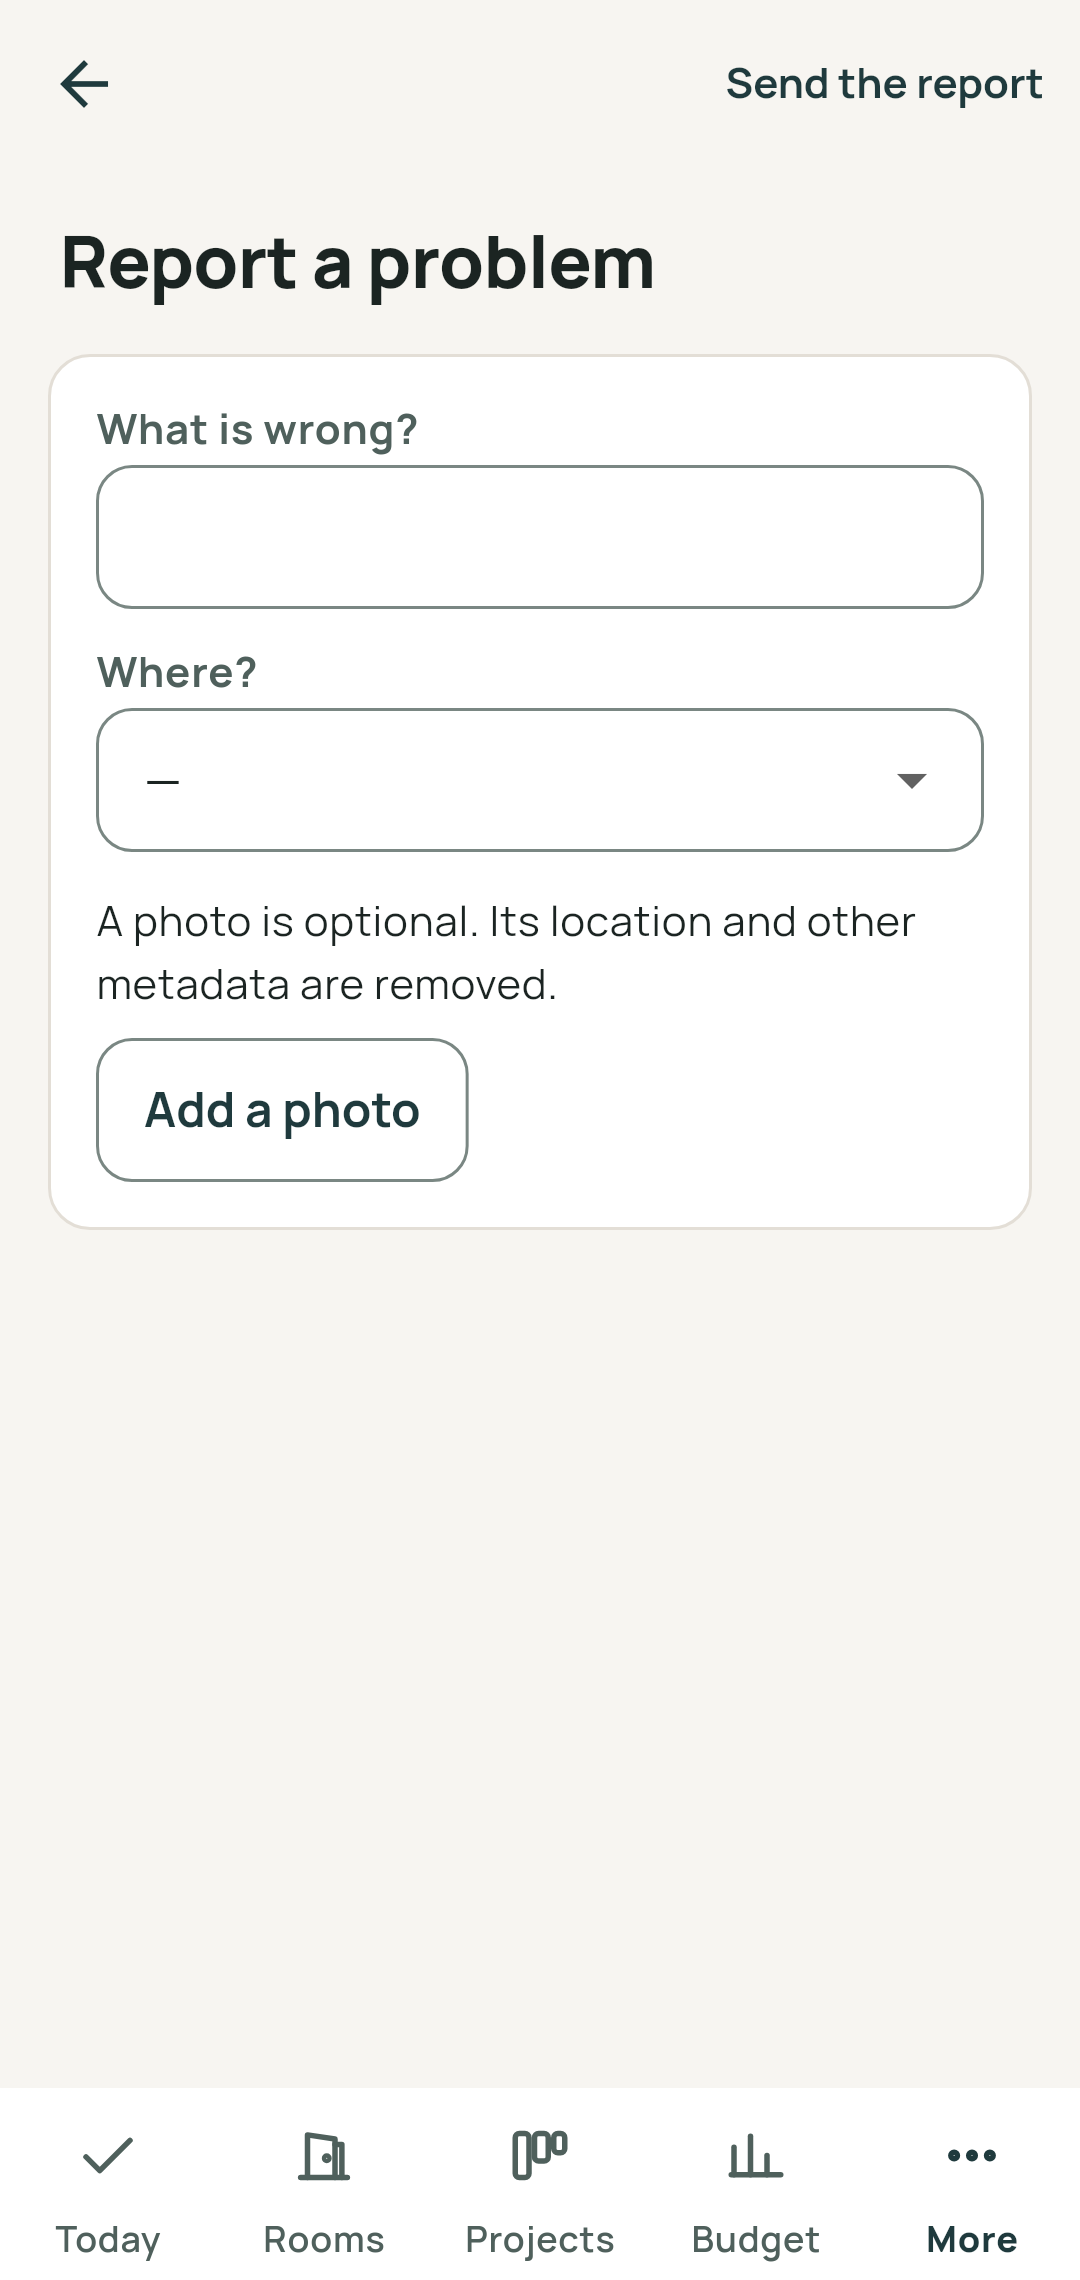 Send the report
Report a problem
What is wrong?
Where?
—
A photo is optional. Its location and other
metadata are removed.
Add a photo
Today
Rooms
Projects
Budget
More